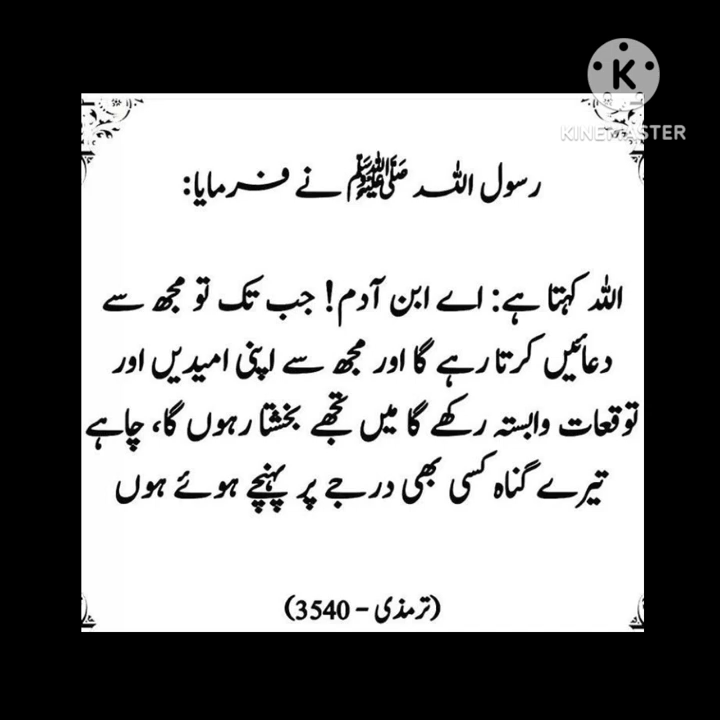 K
KINEMASTER
رسول اللہ ﷺ نے فرمایا:
اللہ کہتا ہے: اے ابن آدم! جب تک تو مجھ سے
دعائیں کرتا رہے گا اور مجھ سے اپنی امیدیں اور
توقعات وابستہ رکھے گا میں تجھے بخشتا رہوں گا، چاہے
تیرے گناہ کسی بھی درجے پر پہنچے ہوئے ہوں
(ترمذی - 3540)